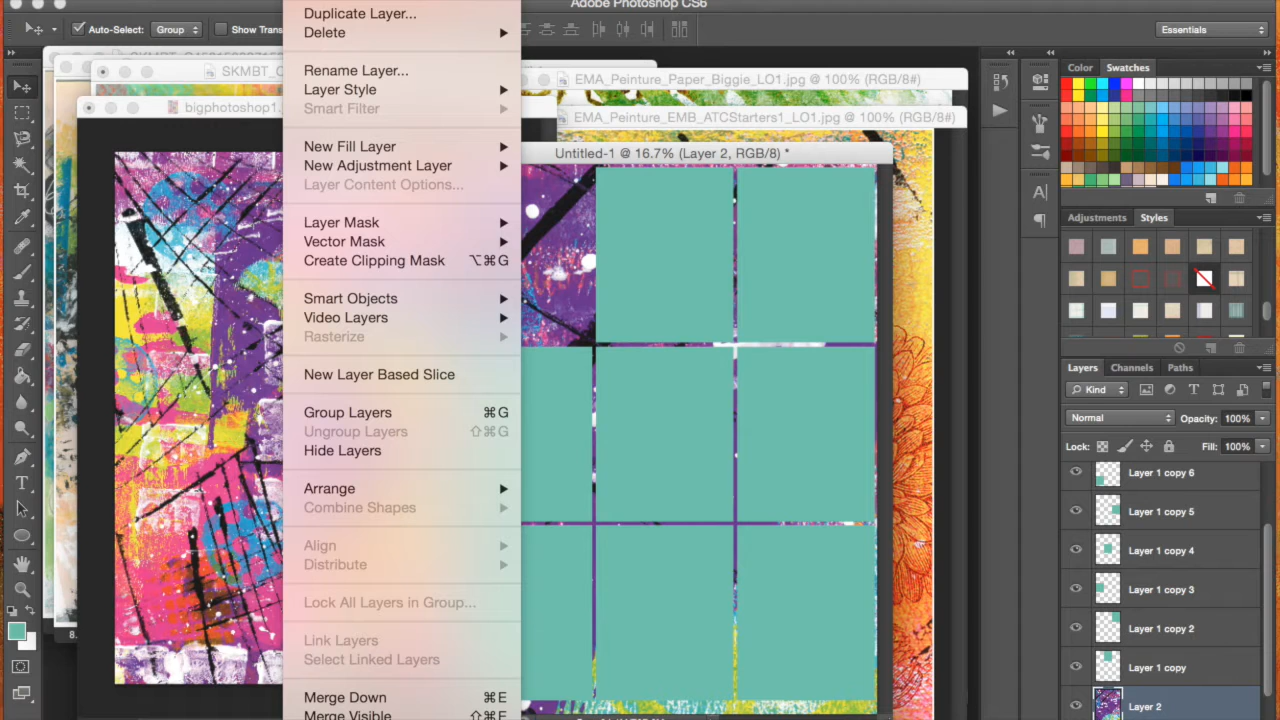 Adobe Photoshop CS6
Auto-Select: Group Show Trans
Essentials
SKMBT_C
EMA_Peinture_Paper_Biggie_LO1.jpg @ 100% (RGB/8#)
bigphotoshop1.
EMA_Peinture_EMB_ATCStarters1_LO1.jpg @ 100% (RGB/8#)
Untitled-1 @ 16.7% (Layer 2, RGB/8) *
Duplicate Layer...
Delete
Rename Layer...
Layer Style
Smart Filter
New Fill Layer
New Adjustment Layer
Layer Content Options...
Layer Mask
Vector Mask
Create Clipping Mask ⌥⌘G
Smart Objects
Video Layers
Rasterize
New Layer Based Slice
Group Layers ⌘G
Ungroup Layers ⇧⌘G
Hide Layers
Arrange
Combine Shapes
Align
Distribute
Lock All Layers in Group...
Link Layers
Select Linked Layers
Merge Down ⌘E
Merge Visible ⇧⌘E
8.
Color Swatches
Adjustments Styles
Layers Channels Paths
Kind
Normal Opacity: 100%
Lock: Fill: 100%
Layer 1 copy 6
Layer 1 copy 5
Layer 1 copy 4
Layer 1 copy 3
Layer 1 copy 2
Layer 1 copy
Layer 2